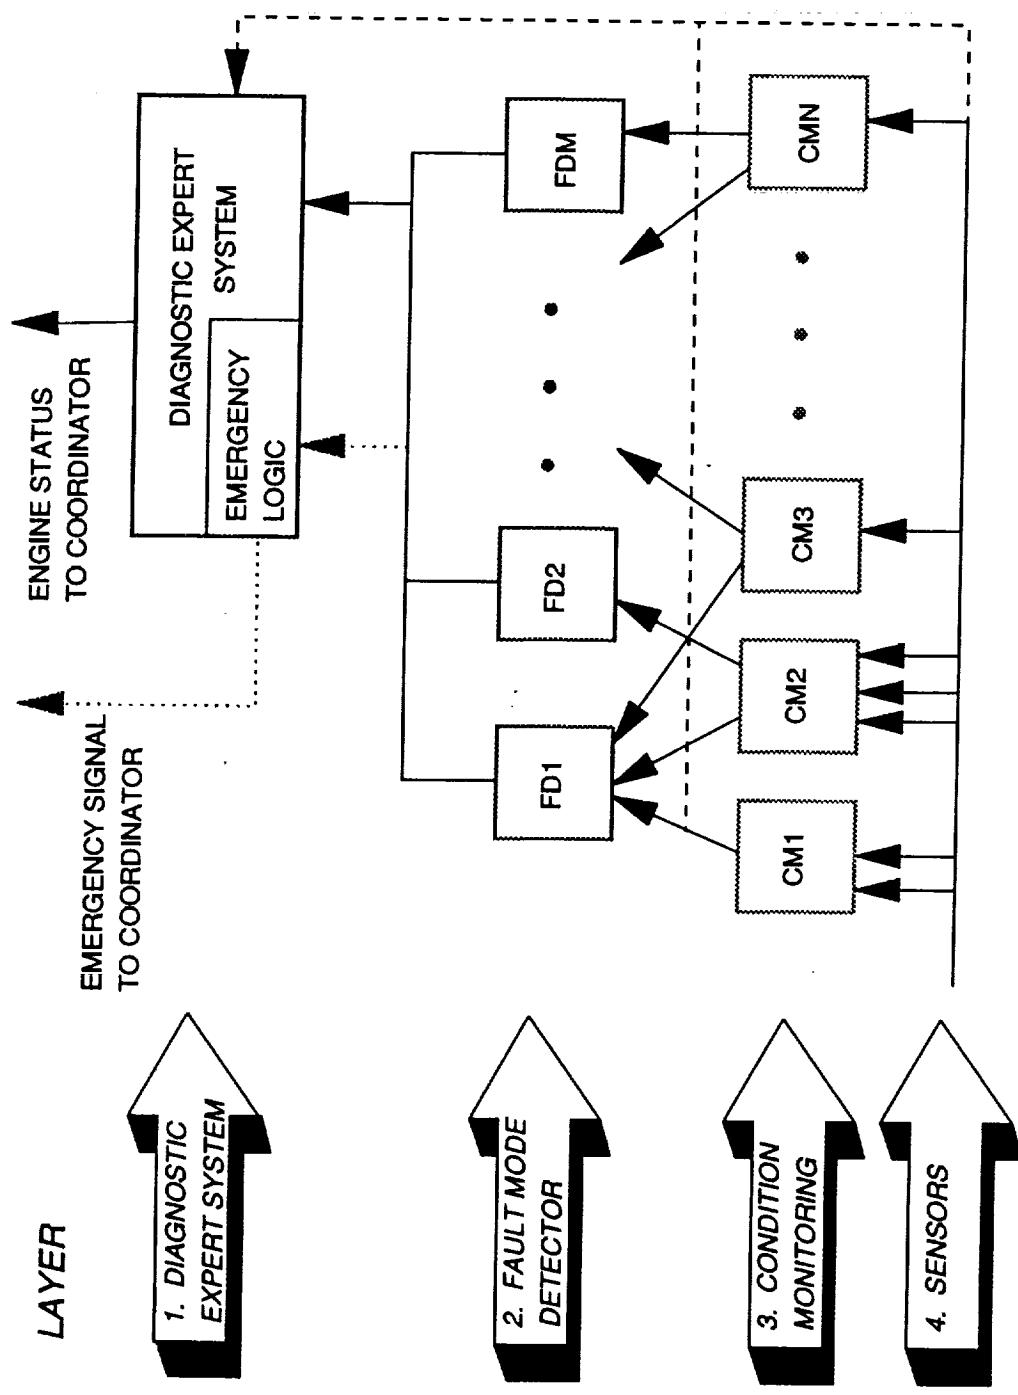 LAYER
ENGINE STATUS
TO COORDINATOR
EMERGENCY SIGNAL
TO COORDINATOR
1. DIAGNOSTIC
EXPERT SYSTEM
DIAGNOSTIC EXPERT
SYSTEM
EMERGENCY
LOGIC
2. FAULT MODE
DETECTOR
FD1
FD2
FDM
3. CONDITION
MONITORING
CM1
CM2
CM3
CMN
4. SENSORS